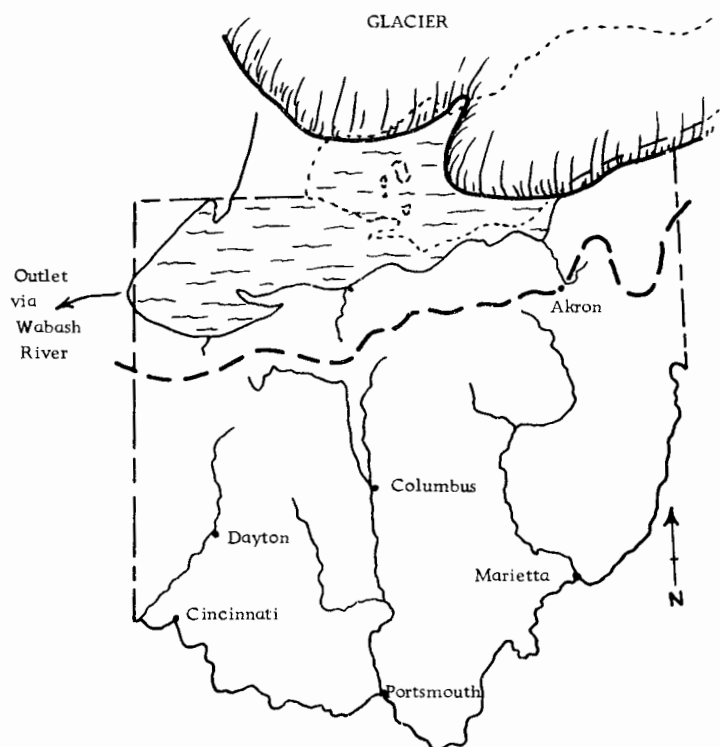 GLACIER
Outlet
via
Wabash
River
Akron
Columbus
Dayton
Marietta
N
Cincinnati
Portsmouth